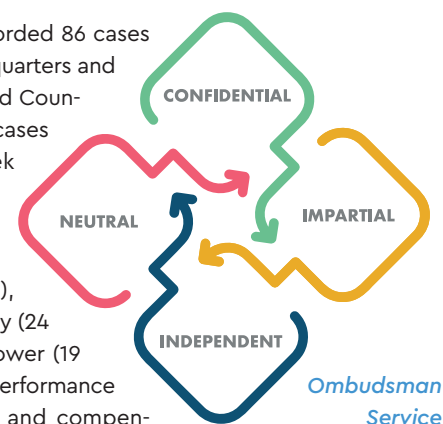 orded 86 cases
quarters and
d Coun-
cases
ek
),
y (24
ower (19
erformance
and compen-
CONFIDENTIAL
NEUTRAL
IMPARTIAL
INDEPENDENT
Ombudsman
Service